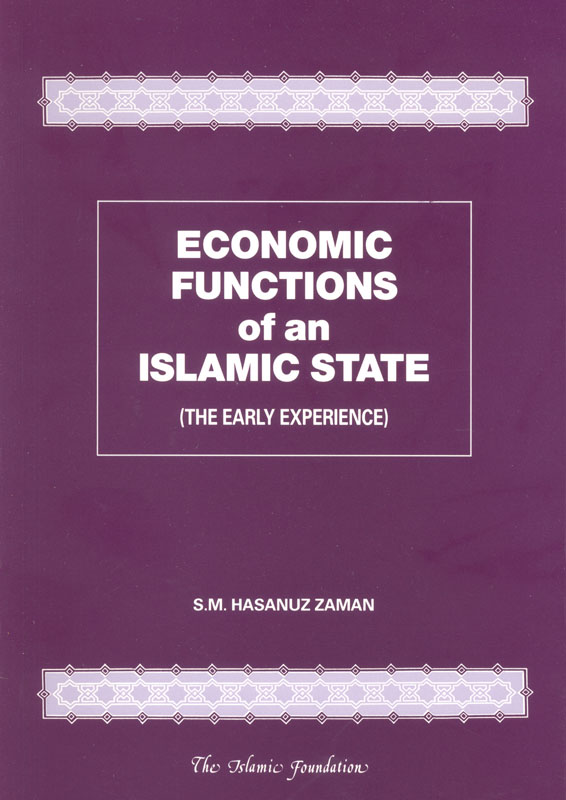 ECONOMIC
FUNCTIONS
of an
ISLAMIC STATE
(THE EARLY EXPERIENCE)
S.M. HASANUZ ZAMAN
The Islamic Foundation